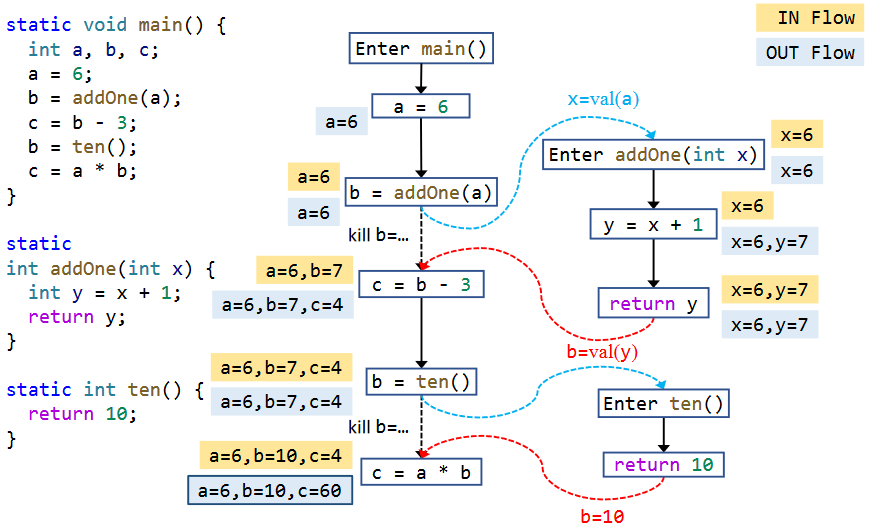 static void main() {
int a, b, c;
a = 6;
b = addOne(a);
c = b - 3;
b = ten();
c = a * b;
}
static
int addOne(int x) {
int y = x + 1;
return y;
}
static int ten() {
return 10;
}
IN Flow
OUT Flow
Enter main()
a = 6
a=6
x=val(a)
a=6
b = addOne(a)
a=6
kill b=…
a=6,b=7
c = b - 3
a=6,b=7,c=4
a=6,b=7,c=4
b = ten()
a=6,b=7,c=4
kill b=…
a=6,b=10,c=4
c = a * b
a=6,b=10,c=60
x=6
Enter addOne(int x)
x=6
x=6
y = x + 1
x=6,y=7
x=6,y=7
return y
x=6,y=7
b=val(y)
Enter ten()
return 10
b=10